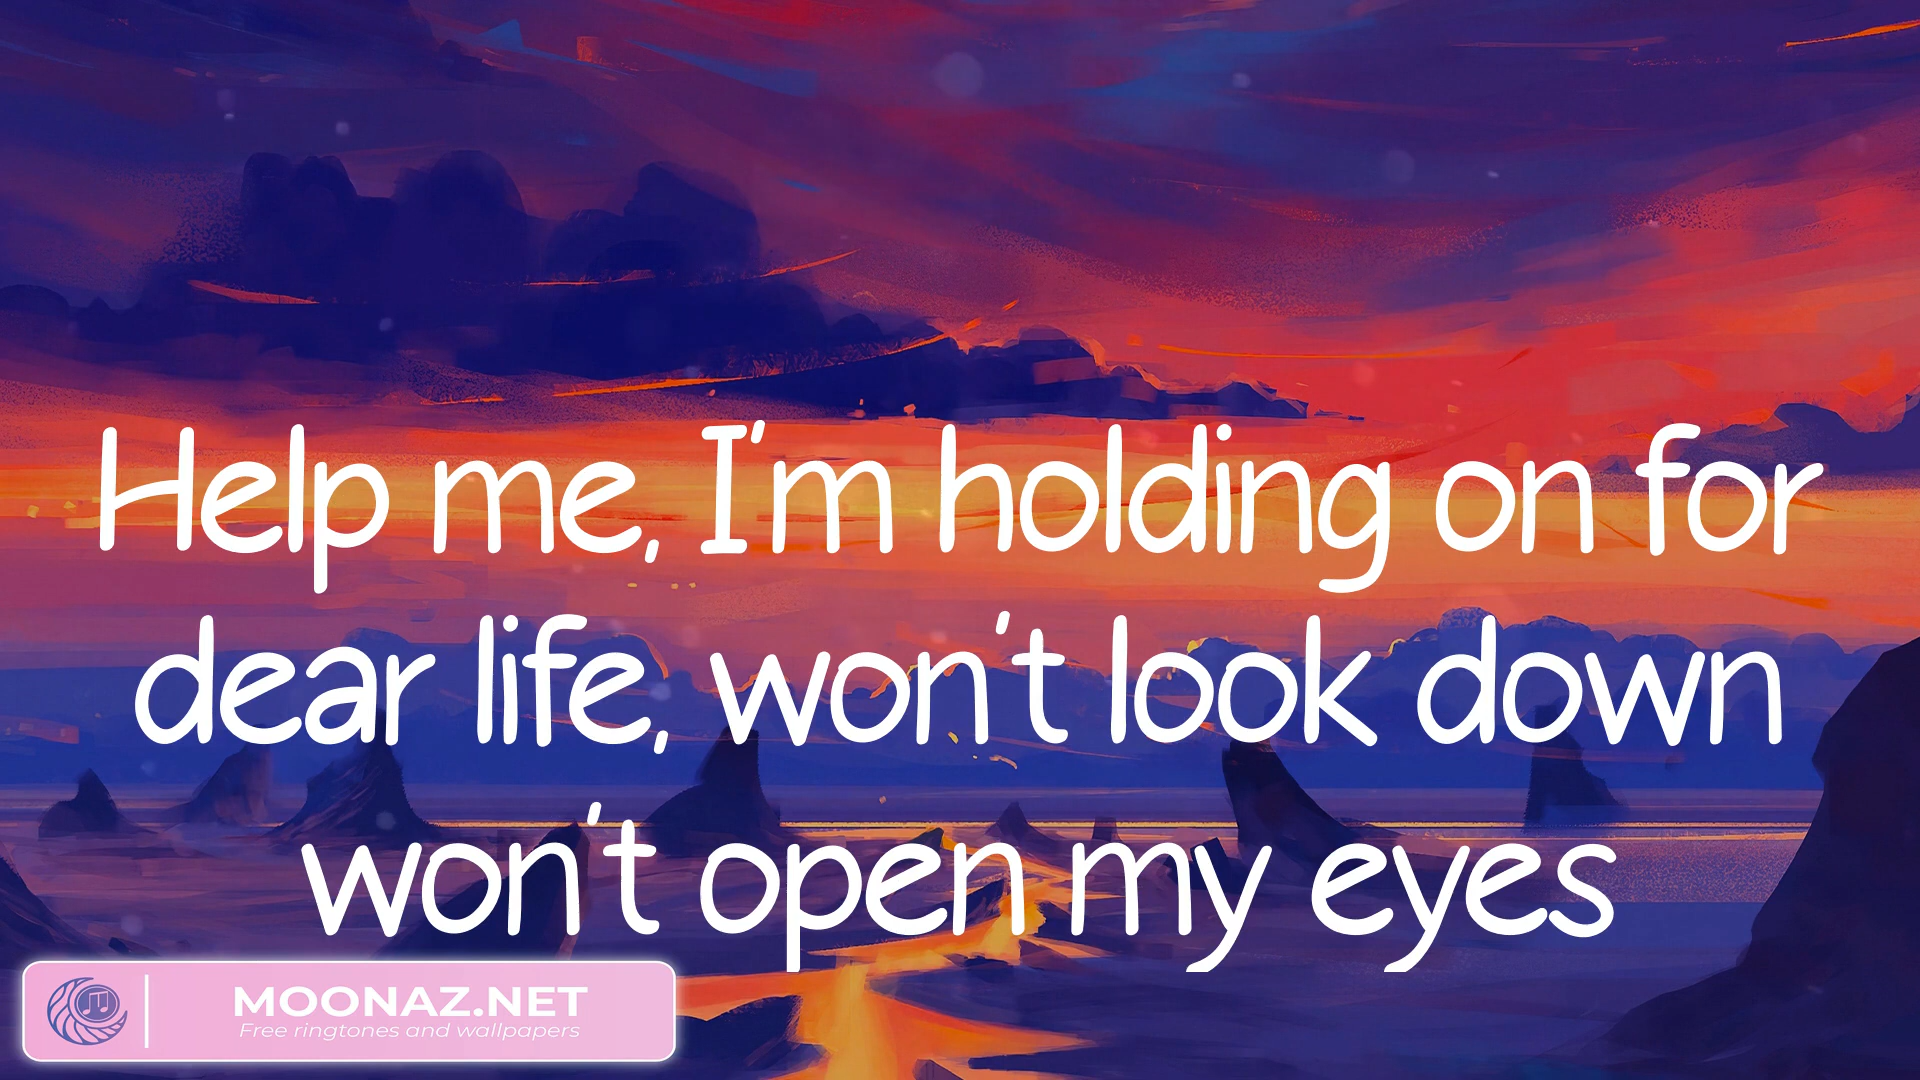 Help me, I'm holding on for
dear life, won't look down
won't open my eyes
MOONAZ.NET
Free ringtones and wallpapers